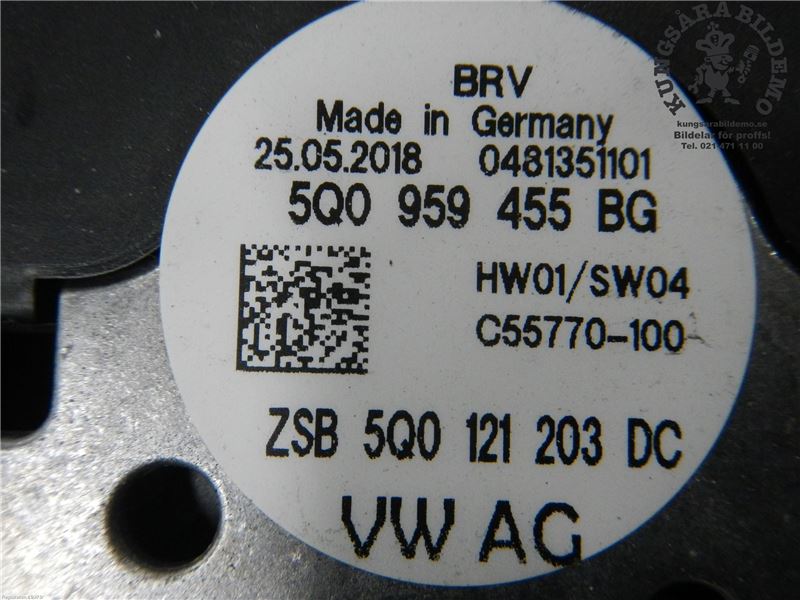 BRV
Made in Germany
25.05.2018 0481351101
5Q0 959 455 BG
HW01/SW04
C55770-100
ZSB 5Q0 121 203 DC
VW AG
KUNGSÄRA BILDEMO
kungsarabildemo.se
Bildelar för proffs!
Tel. 021 471 11 00